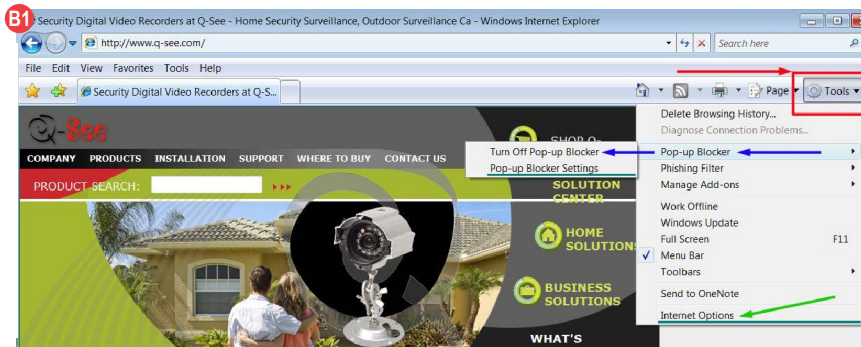 B1
Security Digital Video Recorders at Q-See - Home Security Surveillance, Outdoor Surveillance Ca - Windows Internet Explorer
http://www.q-see.com/
Search here
File Edit View Favorites Tools Help
Security Digital Video Recorders at Q-S...
Page
Tools
Q-See
SHOP Q-
COMPANY PRODUCTS INSTALLATION SUPPORT WHERE TO BUY CONTACT US
PRODUCT SEARCH:
SOLUTION
CENTER
HOME
SOLUTIONS
BUSINESS
SOLUTIONS
WHAT'S
Turn Off Pop-up Blocker
Pop-up Blocker Settings
Delete Browsing History...
Diagnose Connection Problems...
Pop-up Blocker
Phishing Filter
Manage Add-ons
Work Offline
Windows Update
Full Screen F11
Menu Bar
Toolbars
Send to OneNote
Internet Options